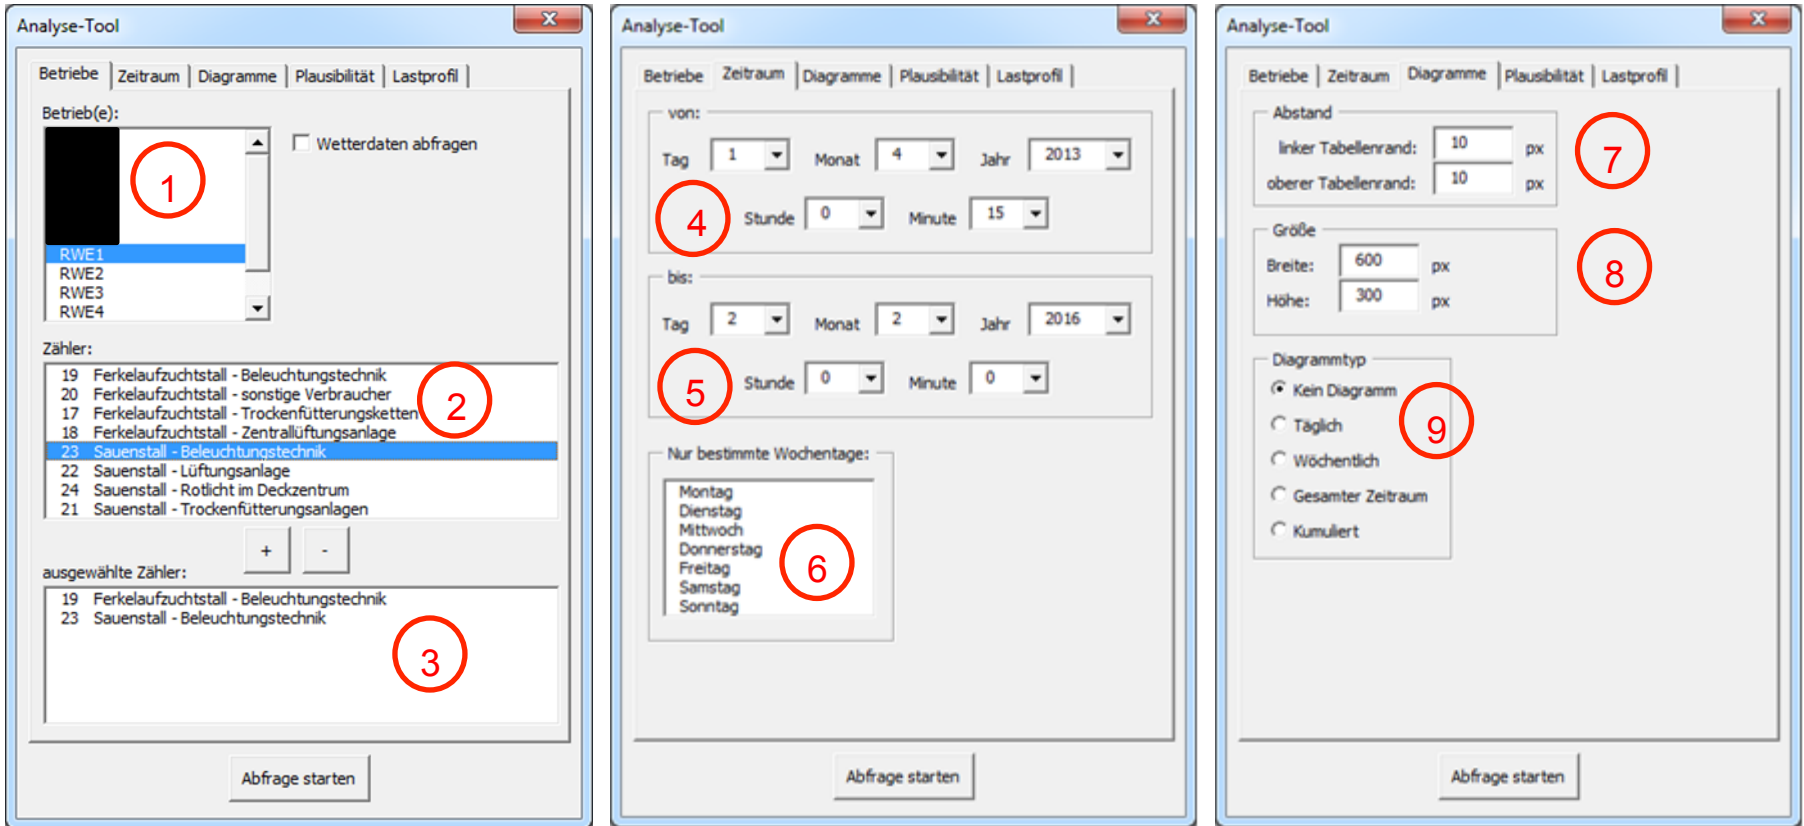 Analyse-Tool
Betriebe Zeitraum Diagramme Plausibilität Lastprofil
Betrieb(e):
Wetterdaten abfragen
1
RWE1
RWE2
RWE3
RWE4
Zähler:
19 Ferkelaufzuchtstall - Beleuchtungstechnik
20 Ferkelaufzuchtstall - sonstige Verbraucher
17 Ferkelaufzuchtstall - Trockenfütterungsketten
18 Ferkelaufzuchtstall - Zentrallüftungsanlage
23 Sauenstall - Beleuchtungstechnik
22 Sauenstall - Lüftungsanlage
24 Sauenstall - Rotlicht im Deckzentrum
21 Sauenstall - Trockenfütterungsanlagen
2
+ -
ausgewählte Zähler:
19 Ferkelaufzuchtstall - Beleuchtungstechnik
23 Sauenstall - Beleuchtungstechnik
3
Abfrage starten
Analyse-Tool
Betriebe Zeitraum Diagramme Plausibilität Lastprofil
von:
Tag 1 Monat 4 Jahr 2013
4 Stunde 0 Minute 15
bis:
Tag 2 Monat 2 Jahr 2016
5 Stunde 0 Minute 0
Nur bestimmte Wochentage:
Montag
Dienstag
Mittwoch
Donnerstag
Freitag
Samstag
Sonntag
6
Abfrage starten
Analyse-Tool
Betriebe Zeitraum Diagramme Plausibilität Lastprofil
Abstand
linker Tabellenrand: 10 px
oberer Tabellenrand: 10 px
7
Größe
Breite: 600 px
Höhe: 300 px
8
Diagrammtyp
Kein Diagramm
Täglich
Wöchentlich
Gesamter Zeitraum
Kumuliert
9
Abfrage starten